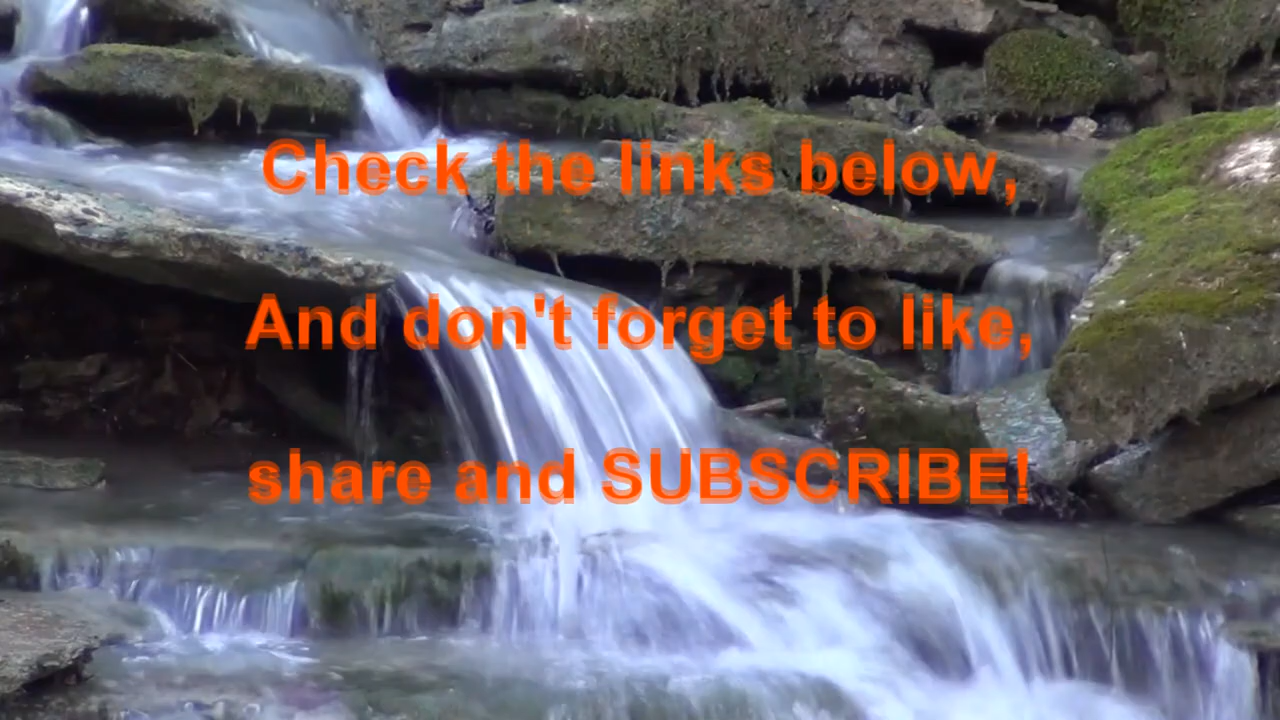 Check the links below,
And don't forget to like,
share and SUBSCRIBE!